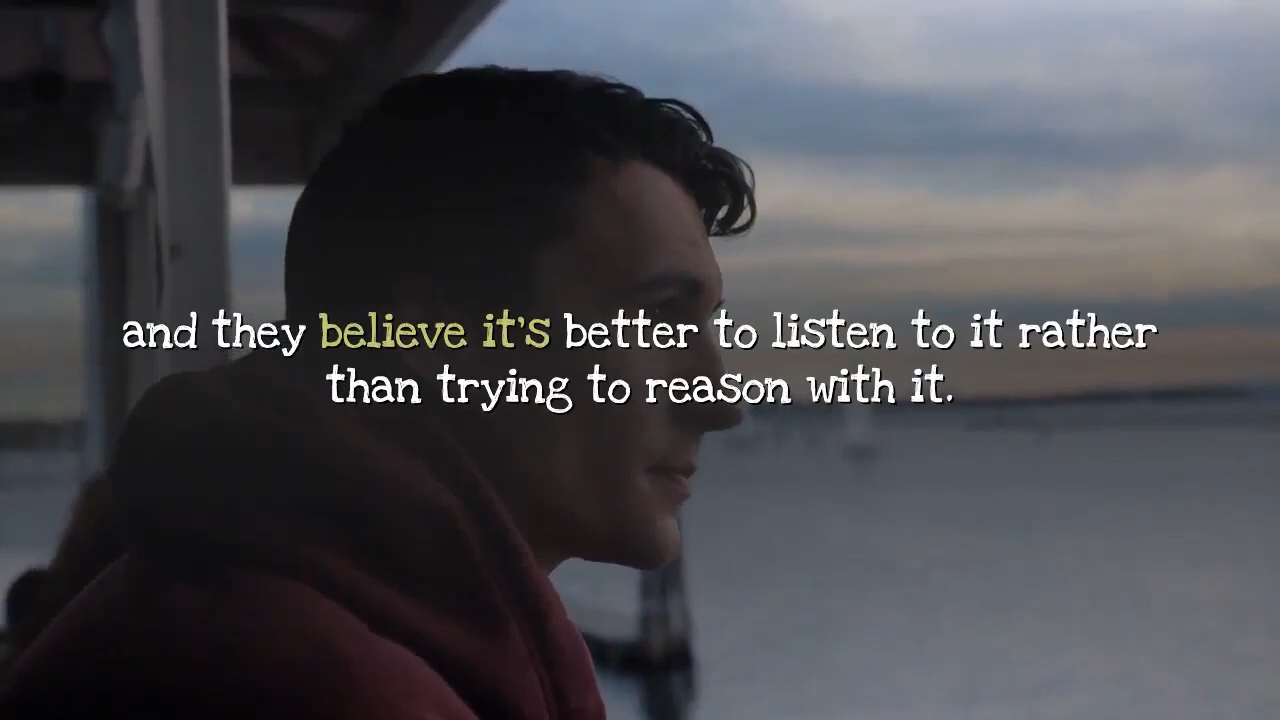 and they believe it's better to listen to it rather
than trying to reason with it.